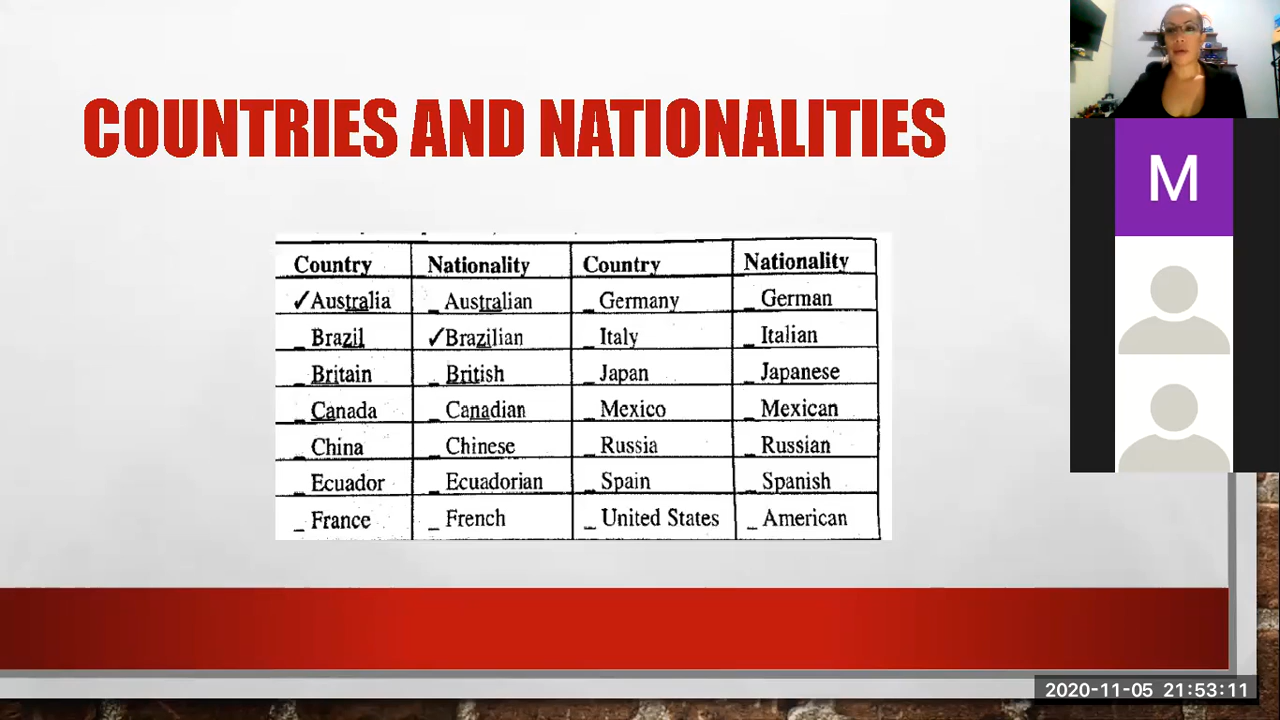 COUNTRIES AND NATIONALITIES
Country Nationality Country Nationality
✓Australia _ Australian _ Germany _ German
_ Brazil ✓Brazilian _ Italy _ Italian
_ Britain _ British _ Japan _ Japanese
_ Canada _ Canadian _ Mexico _ Mexican
_ China _ Chinese _ Russia _ Russian
_ Ecuador _ Ecuadorian _ Spain _ Spanish
_ France _ French _ United States _ American
M
2020-11-05 21:53:11